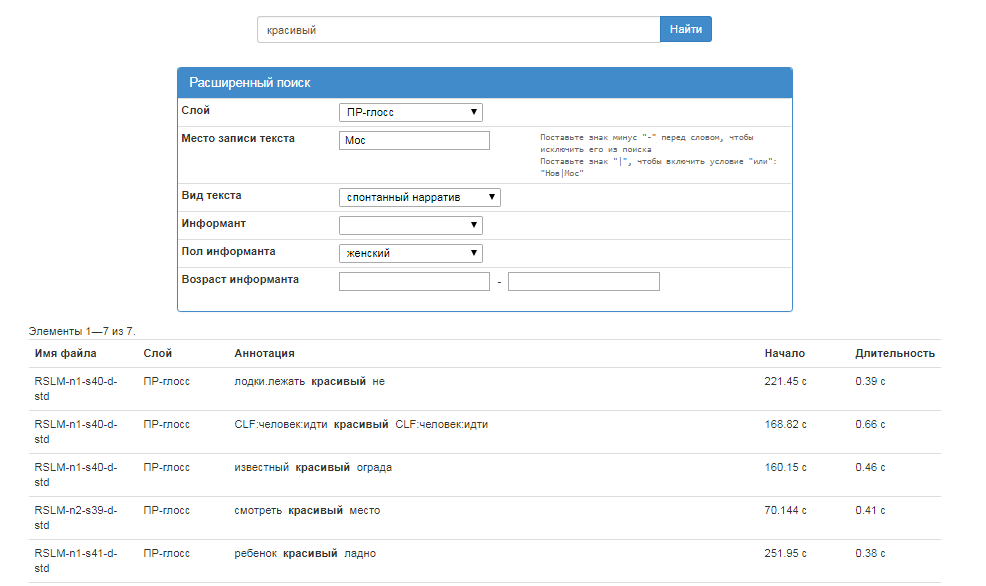 красивый Найти
Расширенный поиск
Слой ПР-глосс
Место записи текста Мос Поставьте знак минус "-" перед словом, чтобы
исключить его из поиска
Поставьте знак "|", чтобы включить условие "или":
"Нов|Мос"
Вид текста спонтанный нарратив
Информант
Пол информанта женский
Возраст информанта -
Элементы 1—7 из 7.
Имя файла Слой Аннотация Начало Длительность
RSLM-n1-s40-d- ПР-глосс лодки.лежать красивый не 221.45 с 0.39 с
std
RSLM-n1-s40-d- ПР-глосс CLF:человек:идти красивый CLF:человек:идти 168.82 с 0.66 с
std
RSLM-n1-s40-d- ПР-глосс известный красивый ограда 160.15 с 0.46 с
std
RSLM-n2-s39-d- ПР-глосс смотреть красивый место 70.144 с 0.41 с
std
RSLM-n1-s41-d- ПР-глосс ребенок красивый ладно 251.95 с 0.38 с
std